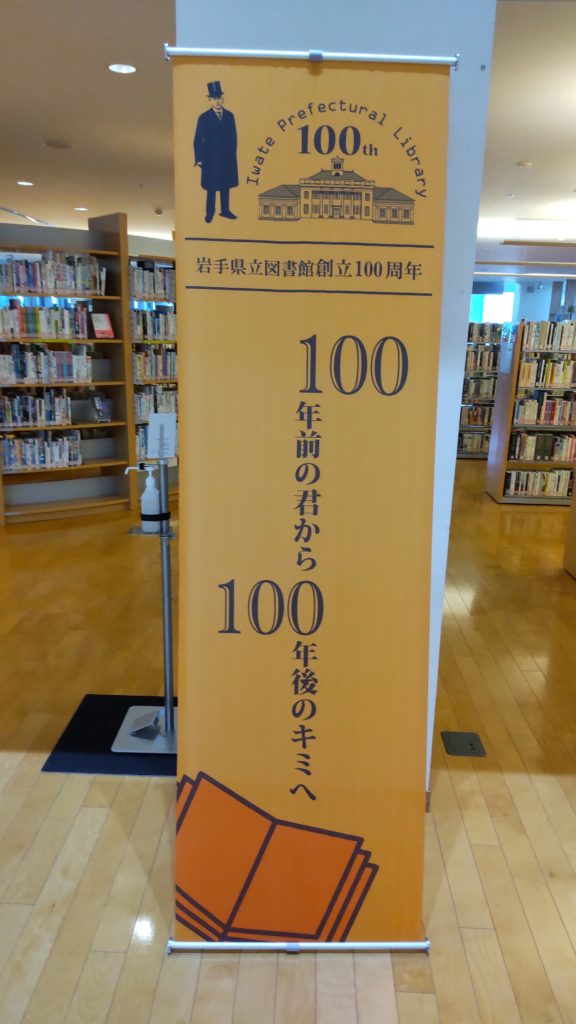 Iwate Prefectural Library
100th
岩手県立図書館創立100周年
100
年前の君から
100
年後のキミへ